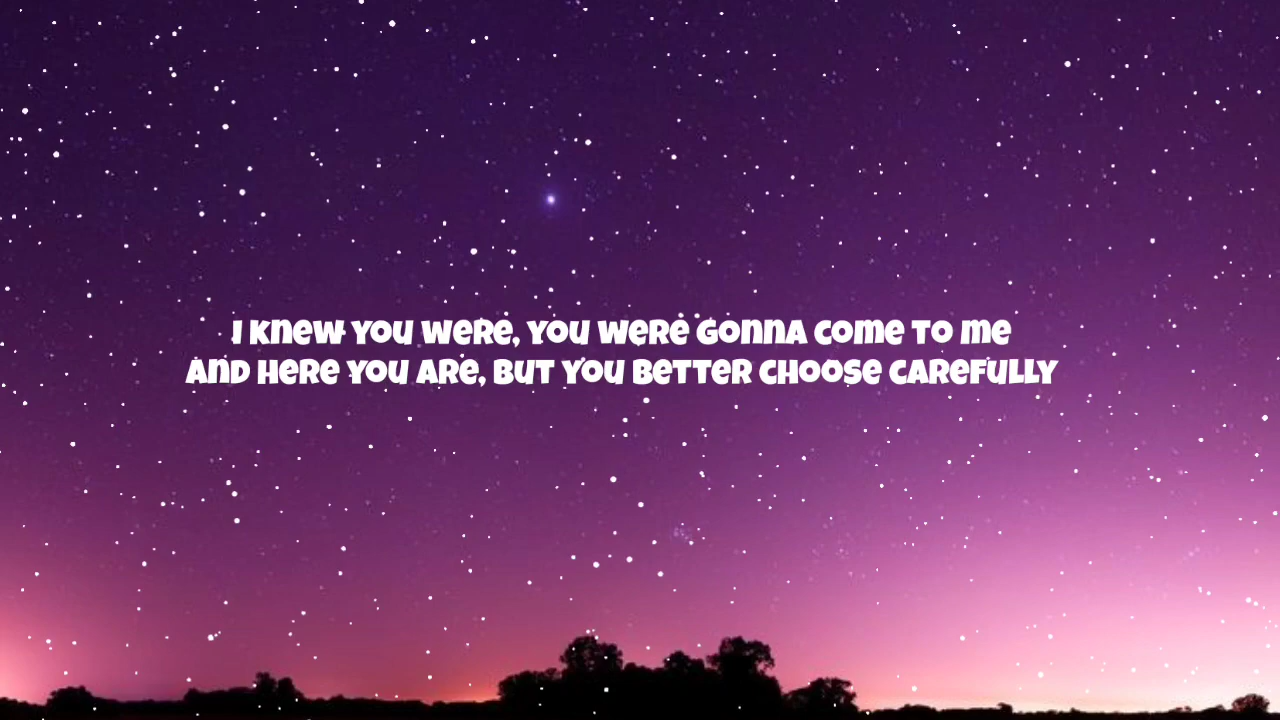 I KNEW YOU WERE, YOU WERE GONNA COME TO ME
AND HERE YOU ARE, BUT YOU BETTER CHOOSE CAREFULLY